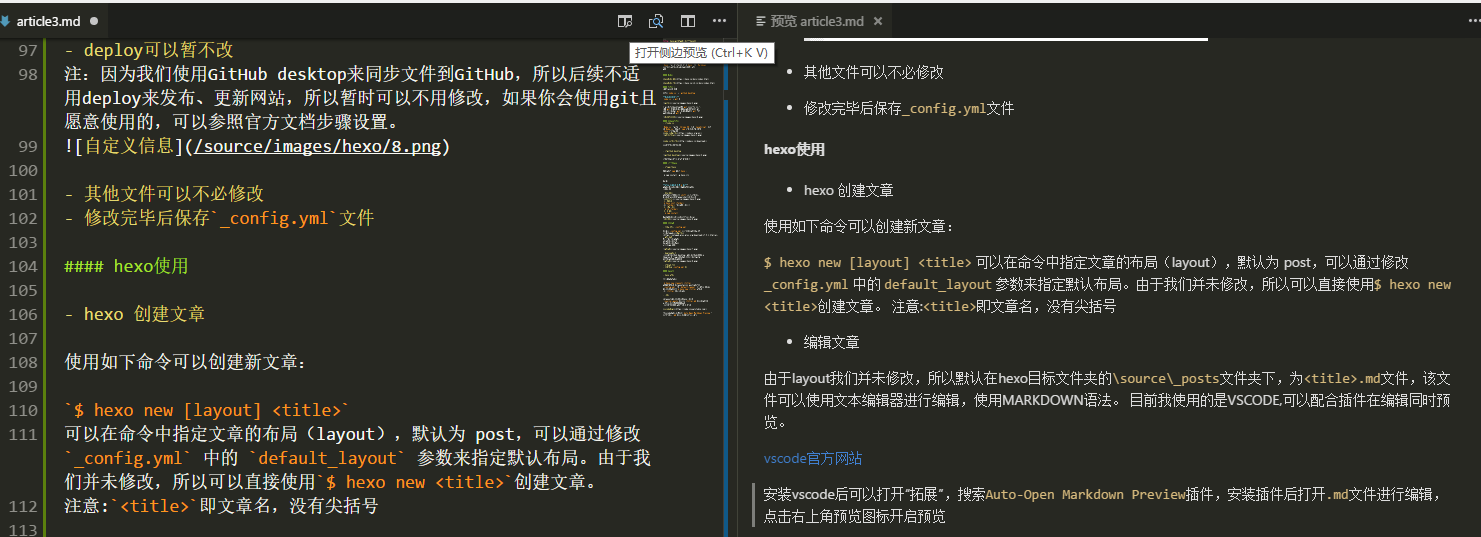 article3.md
打开侧边预览 (Ctrl+K V)
97 - deploy可以暂不改
98 注：因为我们使用GitHub desktop来同步文件到GitHub，所以后续不适
用deploy来发布、更新网站，所以暂时可以不用修改，如果你会使用git且
愿意使用的，可以参照官方文档步骤设置。
99 ![自定义信息](/source/images/hexo/8.png)
100
101 - 其他文件可以不必修改
102 - 修改完毕后保存`_config.yml`文件
103
104 #### hexo使用
105
106 - hexo 创建文章
107
108 使用如下命令可以创建新文章：
109
110 `$ hexo new [layout] <title>`
111 可以在命令中指定文章的布局（layout），默认为 post，可以通过修改
`_config.yml` 中的 `default_layout` 参数来指定默认布局。由于我
们并未修改，所以可以直接使用`$ hexo new <title>`创建文章。
112 注意:`<title>`即文章名，没有尖括号
113
预览 article3.md
• 其他文件可以不必修改
• 修改完毕后保存_config.yml文件
hexo使用
• hexo 创建文章
使用如下命令可以创建新文章：
$ hexo new [layout] <title> 可以在命令中指定文章的布局（layout），默认为 post，可以通过修改
_config.yml 中的 default_layout 参数来指定默认布局。由于我们并未修改，所以可以直接使用$ hexo new
<title>创建文章。 注意:<title>即文章名，没有尖括号
• 编辑文章
由于layout我们并未修改，所以默认在hexo目标文件夹的\source\_posts文件夹下，为<title>.md文件，该文
件可以使用文本编辑器进行编辑，使用MARKDOWN语法。 目前我使用的是VSCODE,可以配合插件在编辑同时预
览。
vscode官方网站
安装vscode后可以打开“拓展”，搜索Auto-Open Markdown Preview插件，安装插件后打开.md文件进行编辑，
点击右上角预览图标开启预览